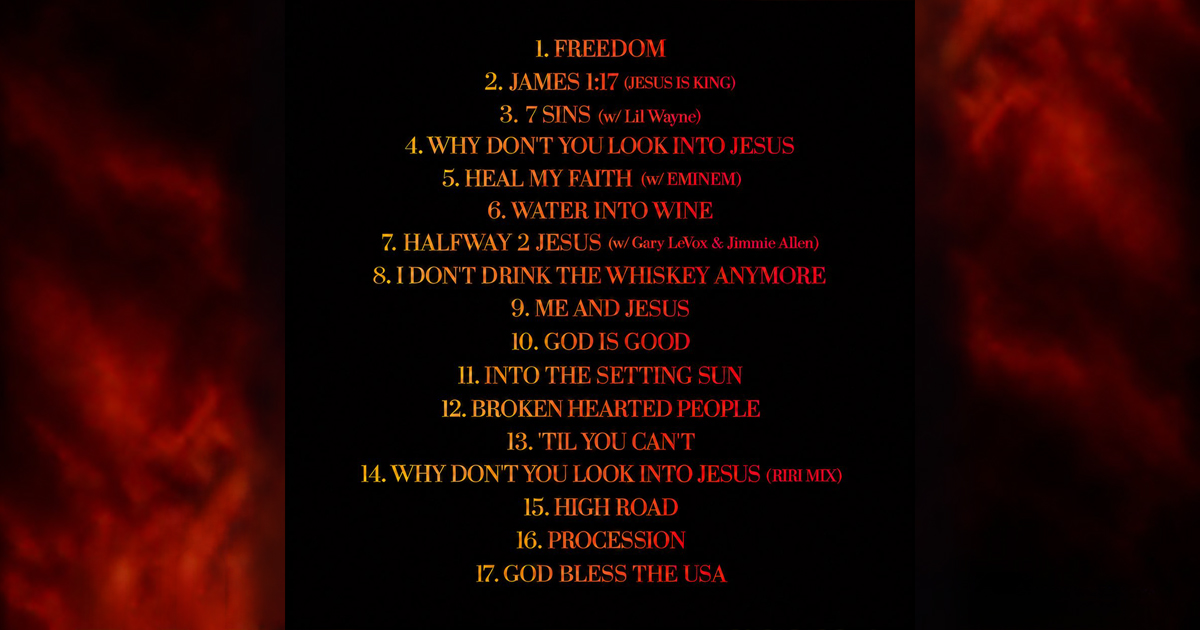 1. FREEDOM
2. JAMES 1:17 (JESUS IS KING)
3. 7 SINS (w/ Lil Wayne)
4. WHY DON'T YOU LOOK INTO JESUS
5. HEAL MY FAITH (w/ EMINEM)
6. WATER INTO WINE
7. HALFWAY 2 JESUS (w/ Gary LeVox & Jimmie Allen)
8. I DON'T DRINK THE WHISKEY ANYMORE
9. ME AND JESUS
10. GOD IS GOOD
11. INTO THE SETTING SUN
12. BROKEN HEARTED PEOPLE
13. 'TIL YOU CAN'T
14. WHY DON'T YOU LOOK INTO JESUS (RIRI MIX)
15. HIGH ROAD
16. PROCESSION
17. GOD BLESS THE USA